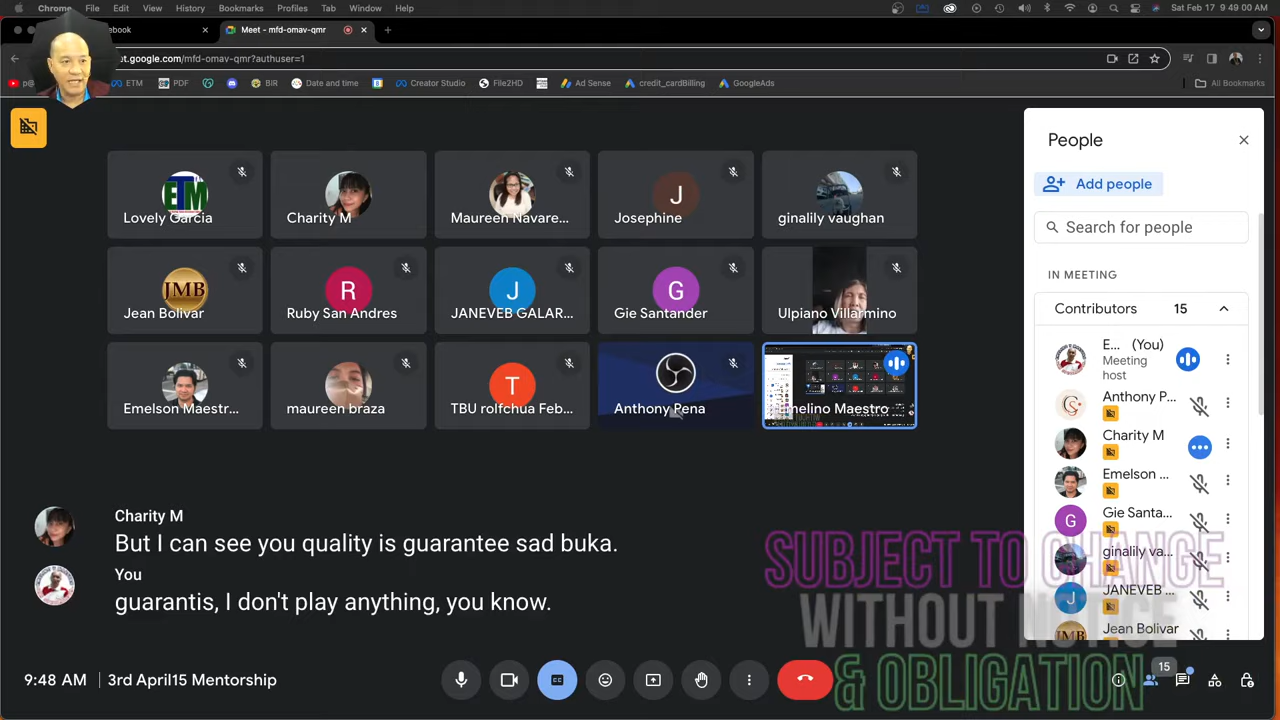 Chrome File Edit View History Bookmarks Profiles Tab Window Help
Sat Feb 17 9:49:00 AM
Meet - mfd-omav-qmr
/mfd-omav-qmr?authuser=1
ETM PDF BIR Date and time Creator Studio File2HD Ad Sense credit_cardBilling GoogleAds All Bookmarks
ETM
Lovely Garcia
Charity M
Maureen Navare...
J
Josephine
ginalily vaughan
JMB
Jean Bolivar
R
Ruby San Andres
J
JANEVEB GALAR...
G
Gie Santander
Ulpiano Villarmino
Emelson Maestr...
maureen braza
T
TBU rolfchua Feb...
Anthony Pena
Emelino Maestro
People
Add people
Search for people
IN MEETING
Contributors 15
E... (You)
Meeting
host
Anthony P...
Charity M
Emelson ...
G
Gie Santa...
ginalily va...
J
JANEVEB ...
JMB
Jean Bolivar
Charity M
But I can see you quality is guarantee sad buka.
You
guarantis, I don't play anything, you know.
SUBJECT TO CHANGE
WITHOUT NOTICE
& OBLIGATION
9:48 AM | 3rd April15 Mentorship
15